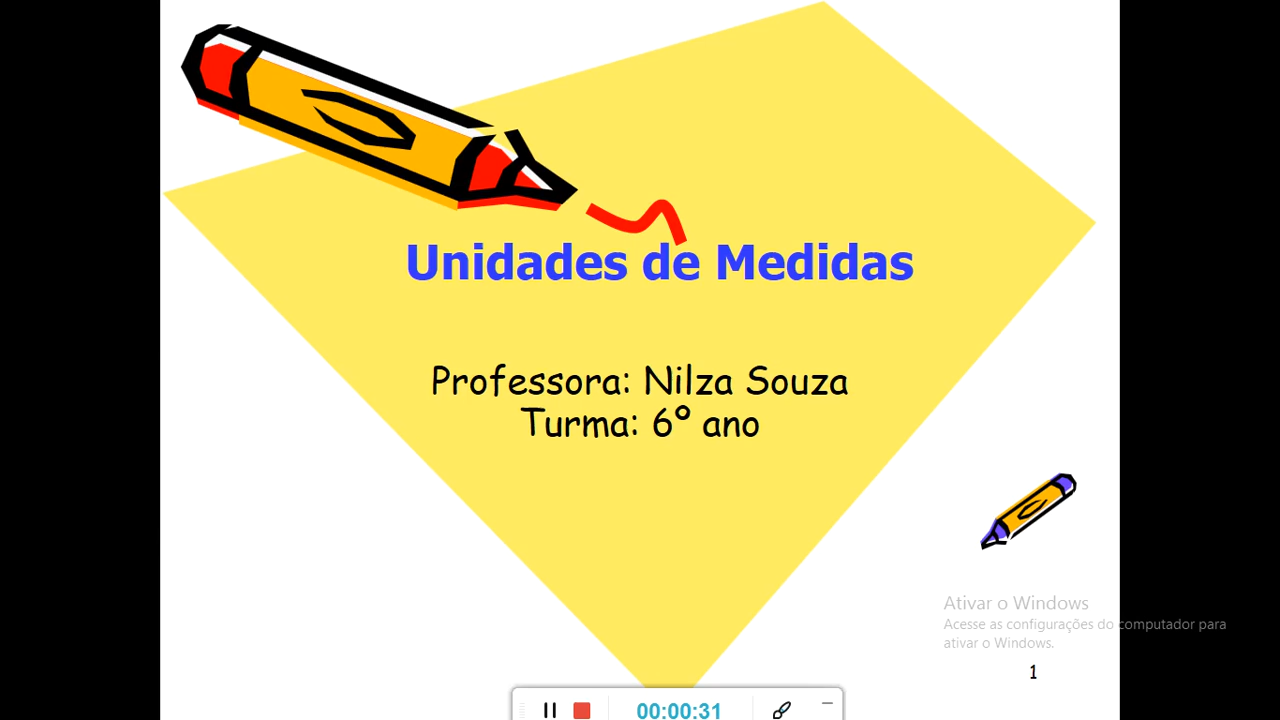 Unidades de Medidas
Professora: Nilza Souza
Turma: 6º ano
Ativar o Windows
Acesse as configurações do computador para
ativar o Windows.
1
00:00:31